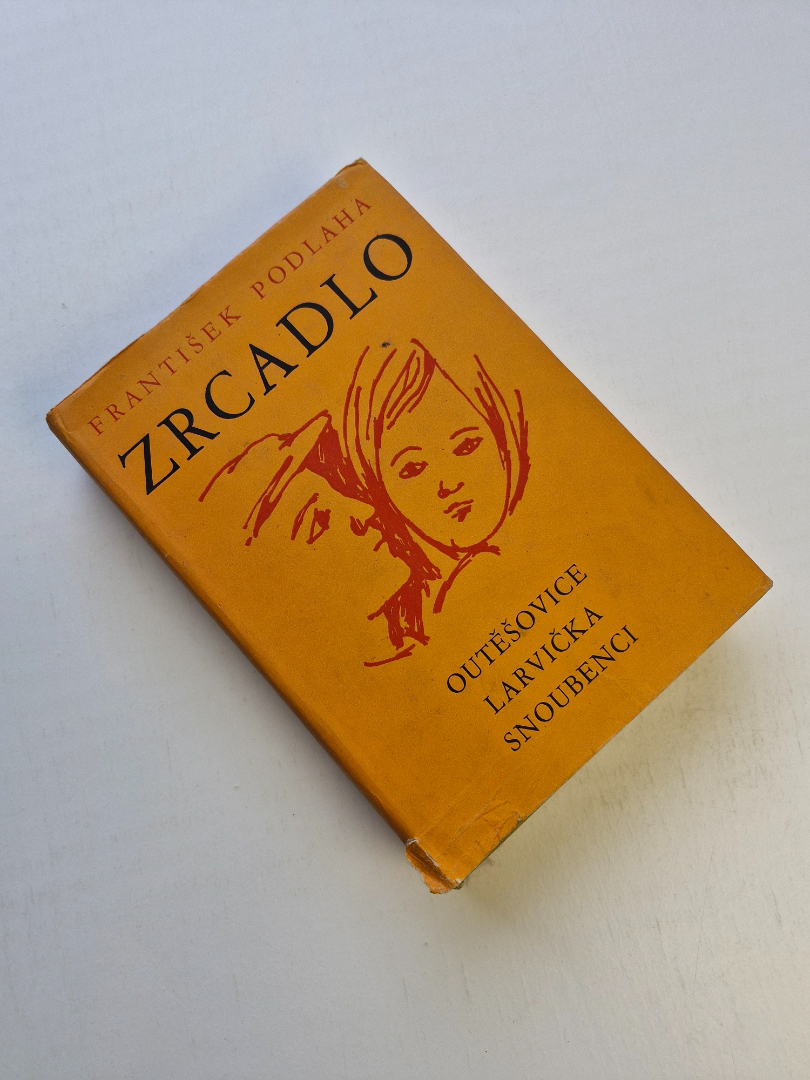 FRANTIŠEK PODLAHA
ZRCADLO
OUTĚŠOVICE
LARVIČKA
SNOUBENCI